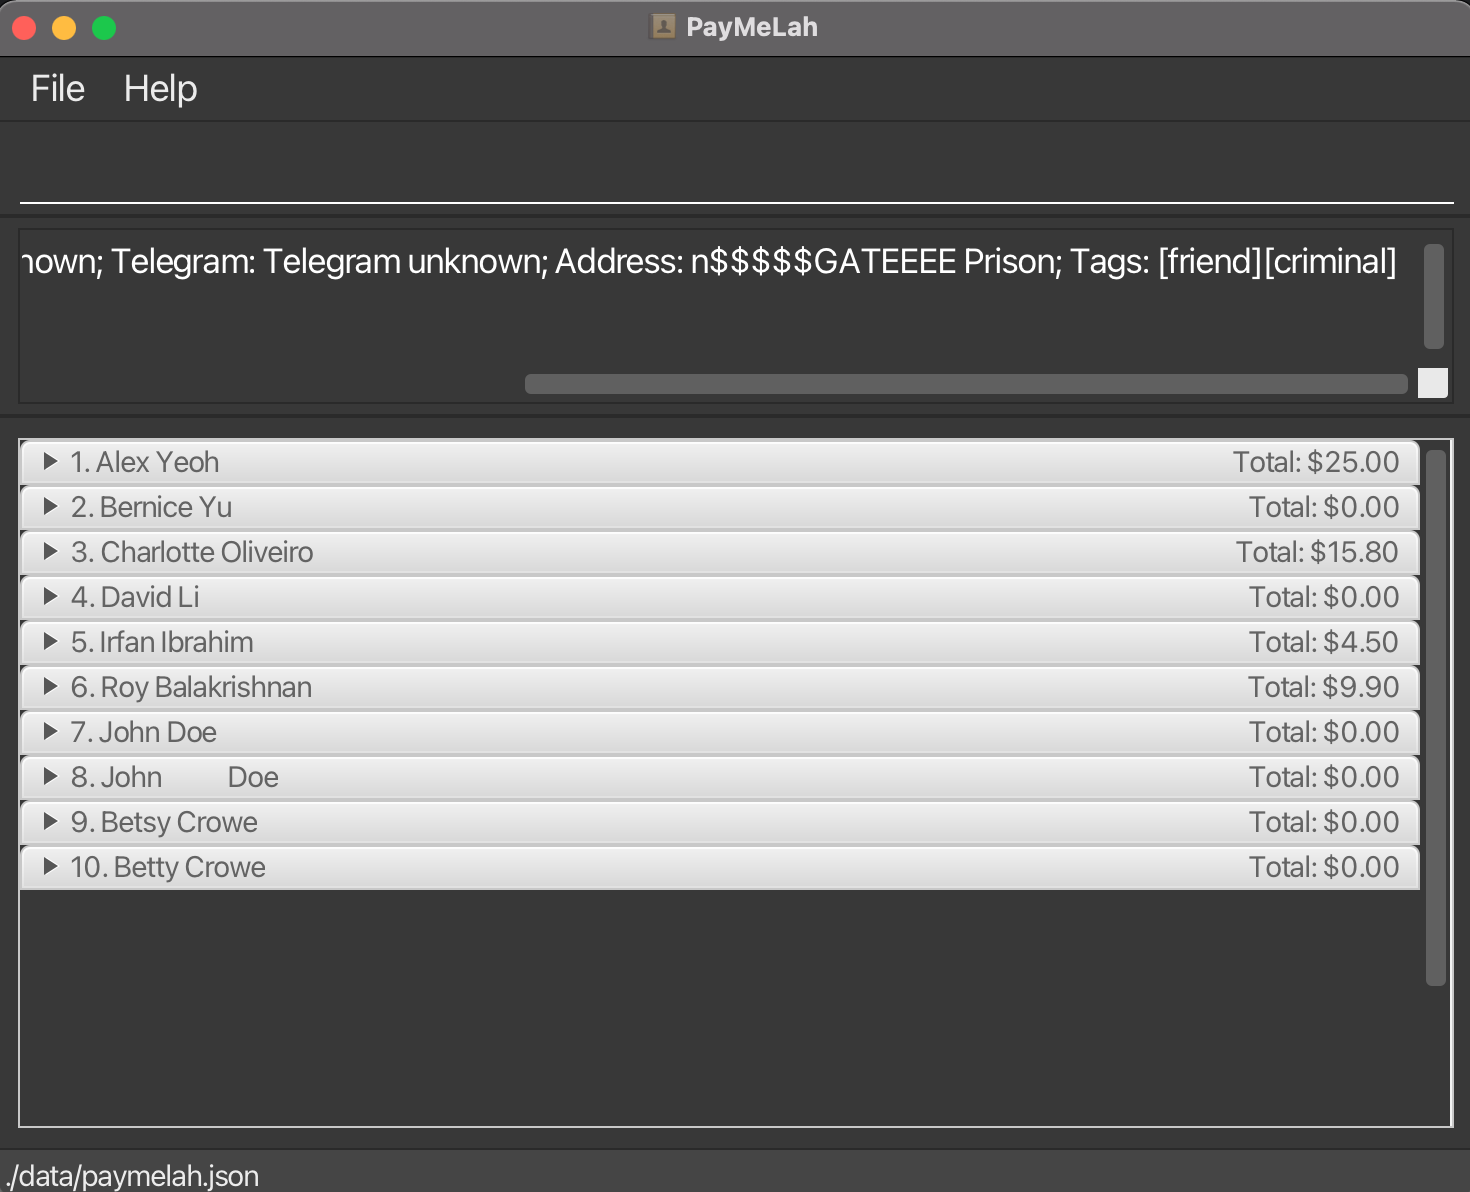 PayMeLah
File Help
own; Telegram: Telegram unknown; Address: n$$$$$GATEEEE Prison; Tags: [friend][criminal]
1. Alex Yeoh Total: $25.00
2. Bernice Yu Total: $0.00
3. Charlotte Oliveiro Total: $15.80
4. David Li Total: $0.00
5. Irfan Ibrahim Total: $4.50
6. Roy Balakrishnan Total: $9.90
7. John Doe Total: $0.00
8. John Doe Total: $0.00
9. Betsy Crowe Total: $0.00
10. Betty Crowe Total: $0.00
./data/paymelah.json